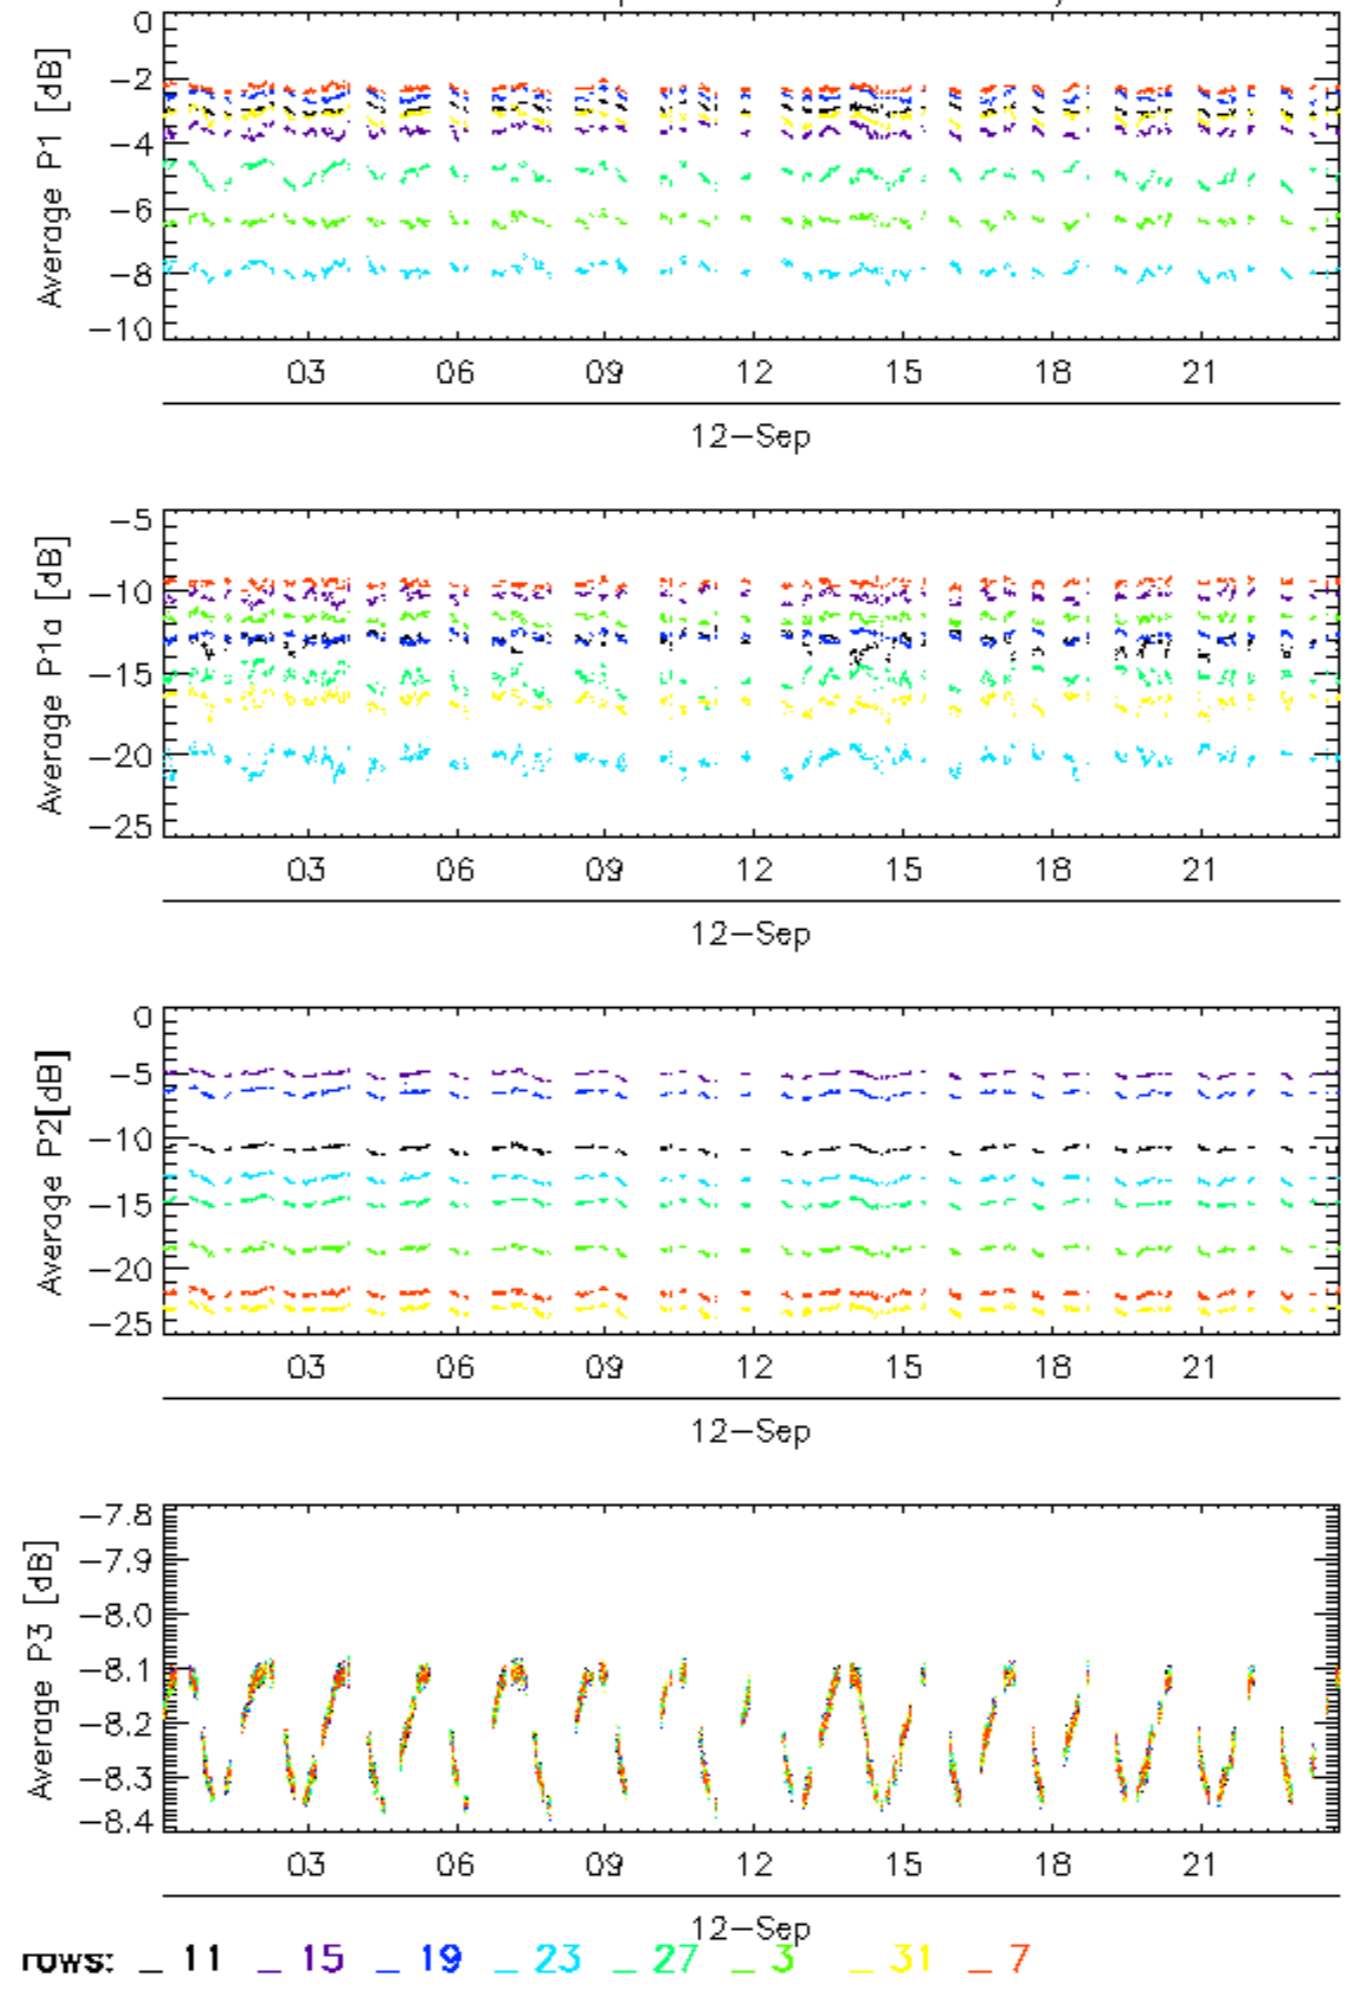 0
−2
−4
−6
−8
−10
Average P1 [dB]
03 06 09 12 15 18 21
12−Sep
−5
−10
−15
−20
−25
Average P1a [dB]
03 06 09 12 15 18 21
12−Sep
0
−5
−10
−15
−20
−25
Average P2[dB]
03 06 09 12 15 18 21
12−Sep
−7.8
−7.9
−8.0
−8.1
−8.2
−8.3
−8.4
Average P3 [dB]
03 06 09 12 15 18 21
12−Sep
rows: _ 11 _ 15 _ 19 _ 23 _ 27 _ 3 _ 31 _ 7